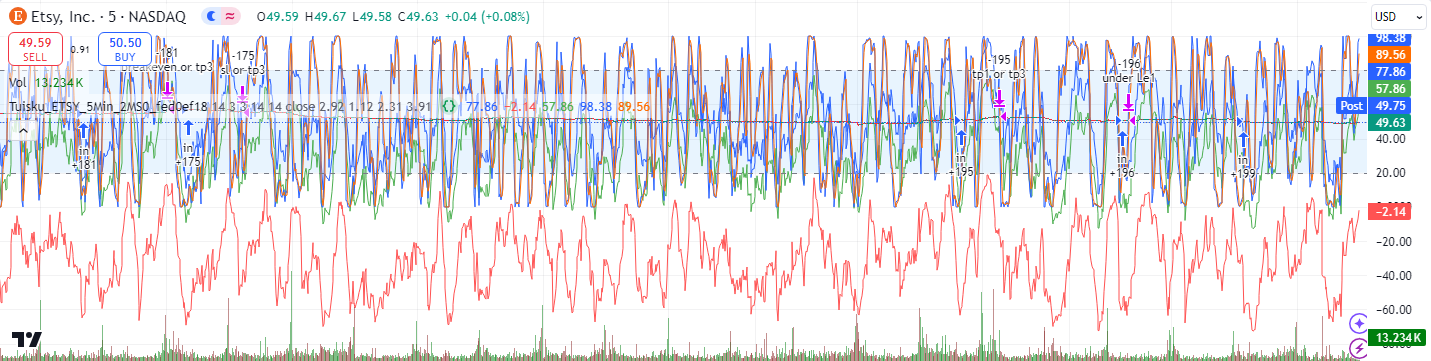 E Etsy, Inc. · 5 · NASDAQ O49.59 H49.67 L49.58 C49.63 +0.04 (+0.08%)
USD
49.59 SELL
0.91
50.50 BUY
-181
breakeven or tp3
-175
sl or tp3
-195
tp1 or tp3
-196
under Le1
Vol 13.234 K
Tuisku_ETSY_5Min_2MS0_fed0ef18 14 3 3 14 14 close 2.92 1.12 2.31 3.91 77.86 −2.14 57.86 98.38 89.56
in
+181
in
+175
in
+195
in
+196
in
+199
98.38
89.56
77.86
57.86
Post 49.75
49.63
40.00
20.00
−2.14
−20.00
−40.00
−60.00
13.234 K